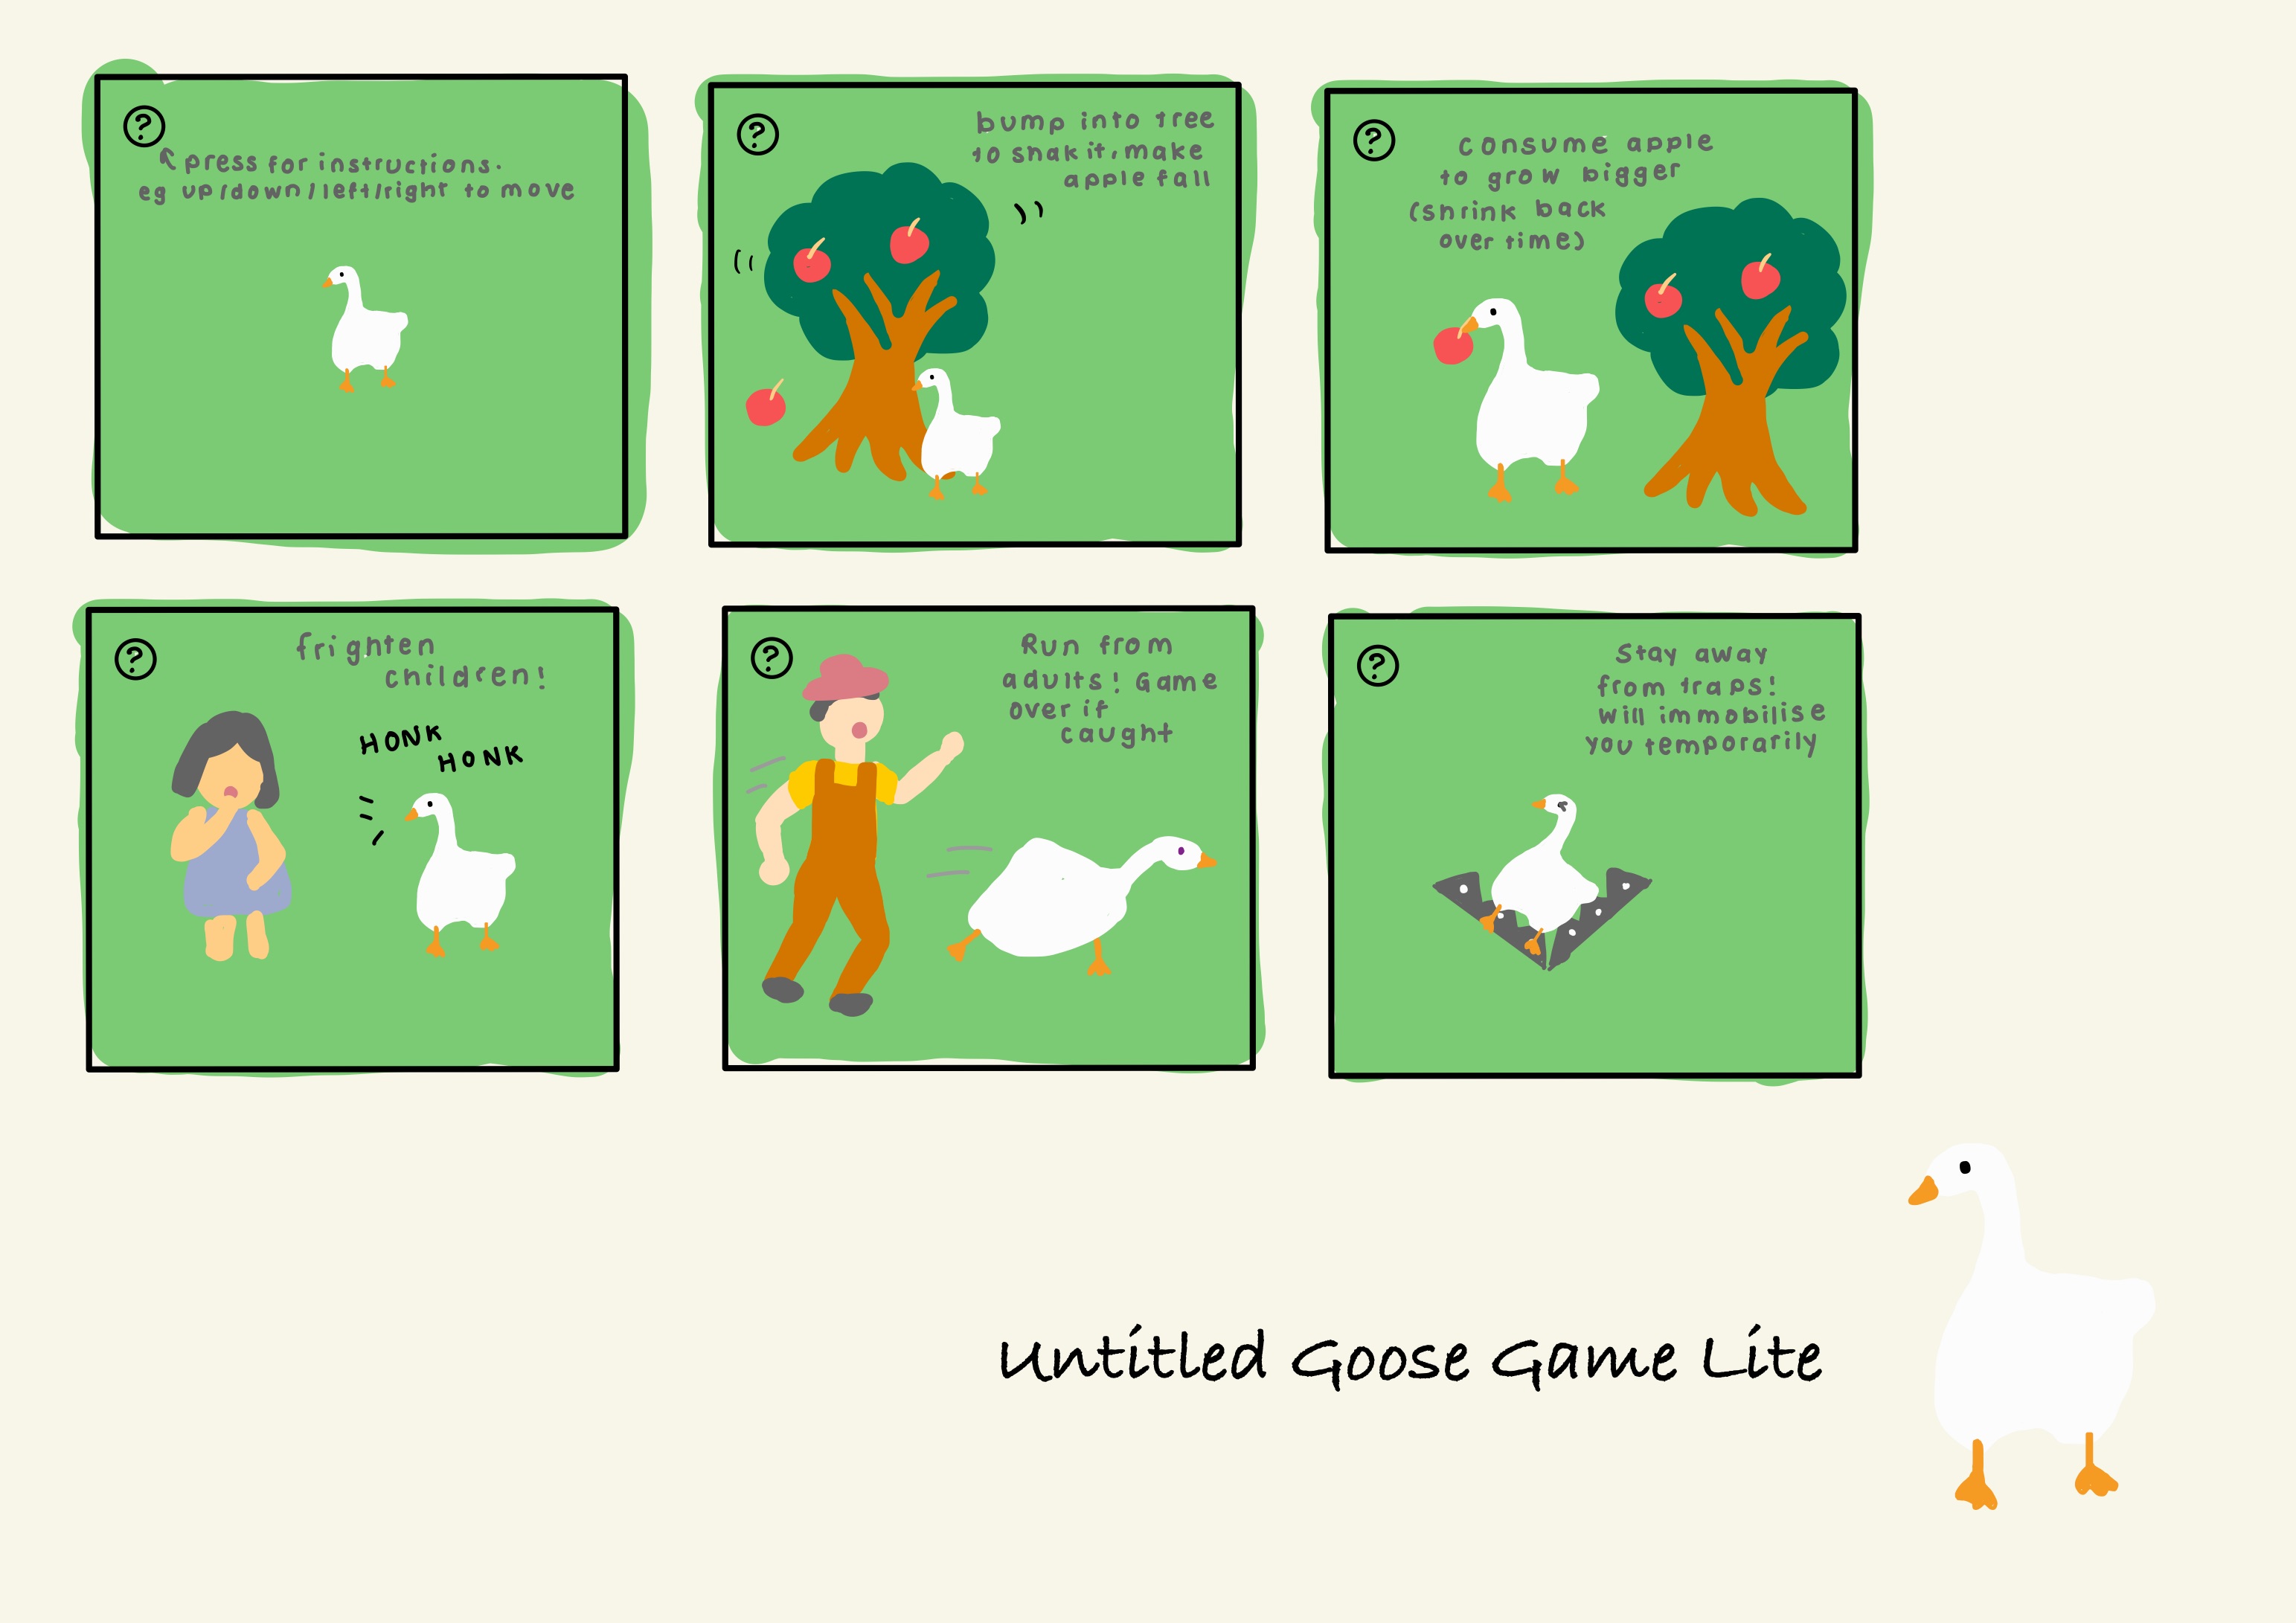 ?
press for instructions.
eg up/down/left/right to move
?
bump into tree
to shak it, make
apple fall
?
consume apple
to grow bigger
(shrink back
over time)
?
frighten
children!
HONK
HONK
?
Run from
adults! Game
over if
caught
?
Stay away
from traps!
will immobilise
you temporarily
Untitled Goose Game Lite